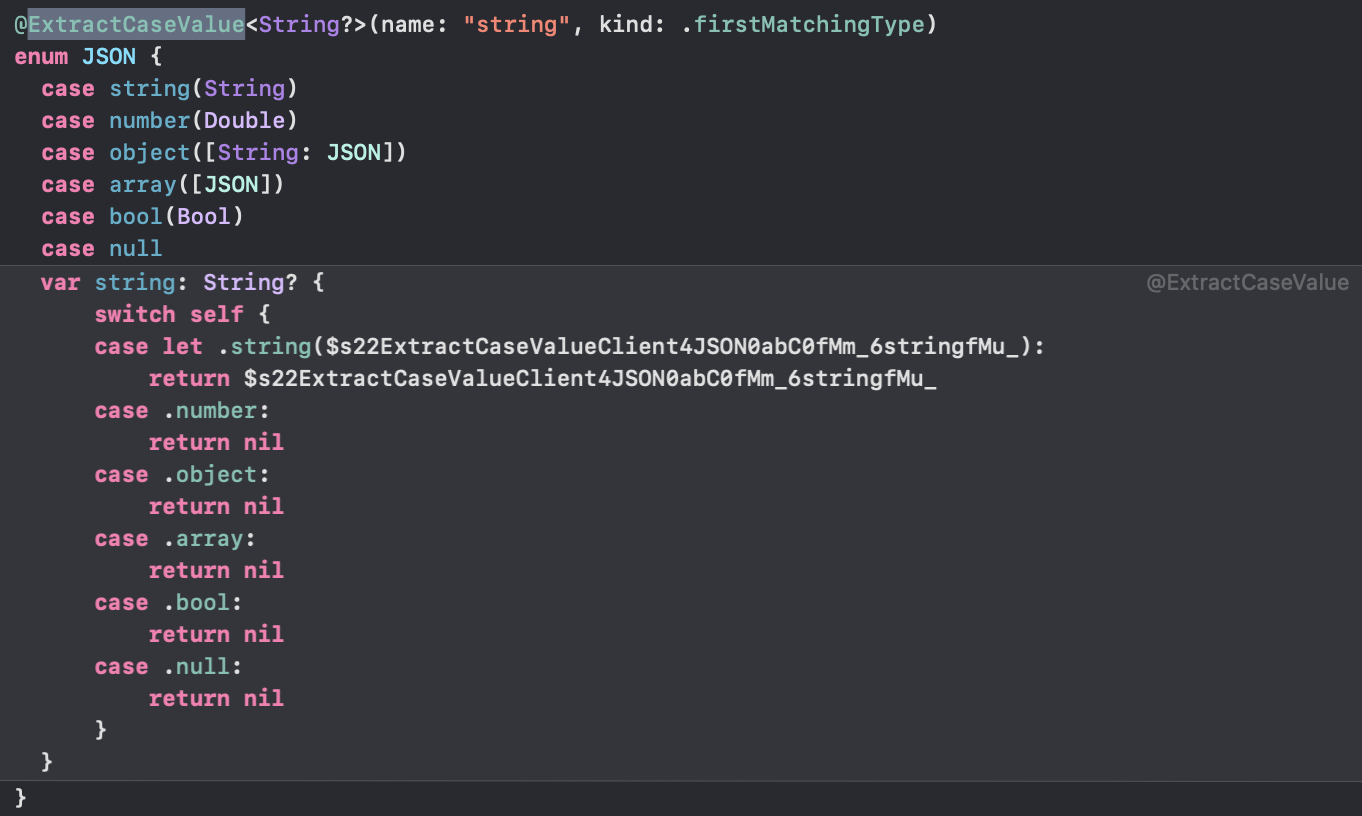 @ExtractCaseValue<String?>(name: "string", kind: .firstMatchingType)
enum JSON {
  case string(String)
  case number(Double)
  case object([String: JSON])
  case array([JSON])
  case bool(Bool)
  case null
  var string: String? { @ExtractCaseValue
      switch self {
      case let .string($s22ExtractCaseValueClient4JSON0abC0fMm_6stringfMu_):
          return $s22ExtractCaseValueClient4JSON0abC0fMm_6stringfMu_
      case .number:
          return nil
      case .object:
          return nil
      case .array:
          return nil
      case .bool:
          return nil
      case .null:
          return nil
      }
  }
}